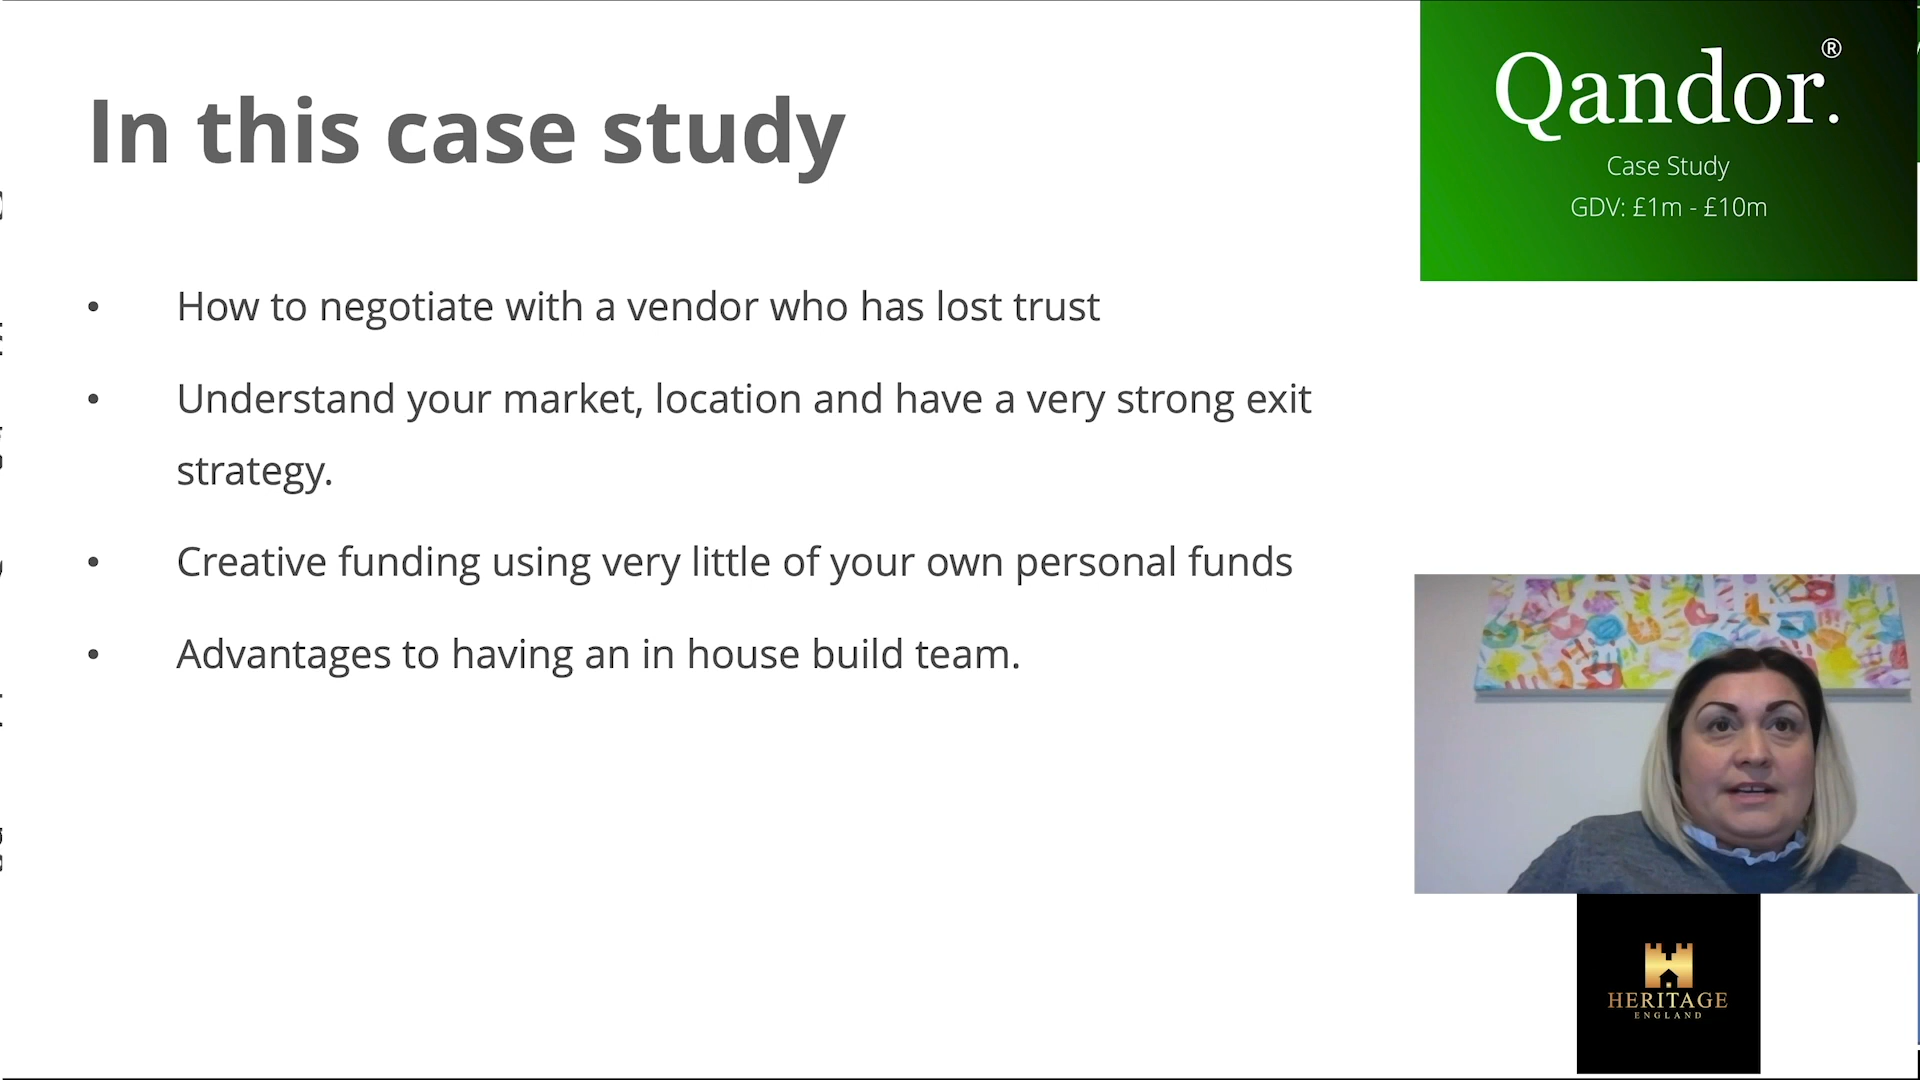 In this case study
• How to negotiate with a vendor who has lost trust
• Understand your market, location and have a very strong exit
strategy.
• Creative funding using very little of your own personal funds
• Advantages to having an in house build team.
Qandor.®
Case Study
GDV: £1m - £10m
HERITAGE
ENGLAND